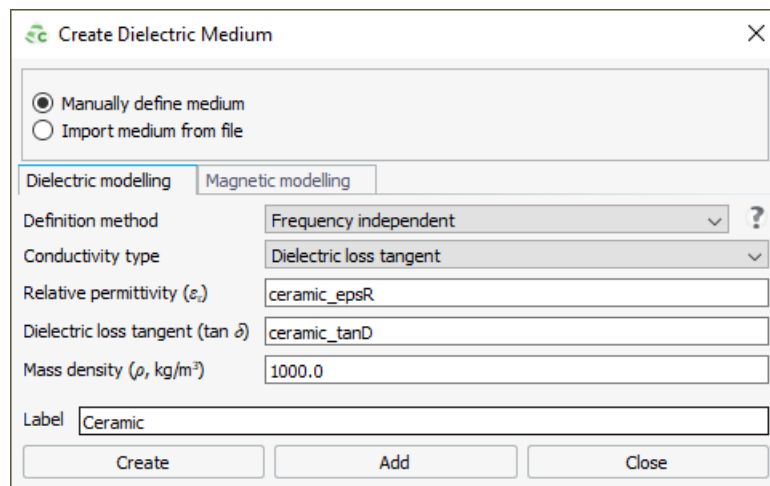 Create Dielectric Medium
Manually define medium
Import medium from file
Dielectric modelling Magnetic modelling
Definition method Frequency independent ?
Conductivity type Dielectric loss tangent
Relative permittivity (εᵣ) ceramic_epsR
Dielectric loss tangent (tan δ) ceramic_tanD
Mass density (ρ, kg/m³) 1000.0
Label Ceramic
Create Add Close